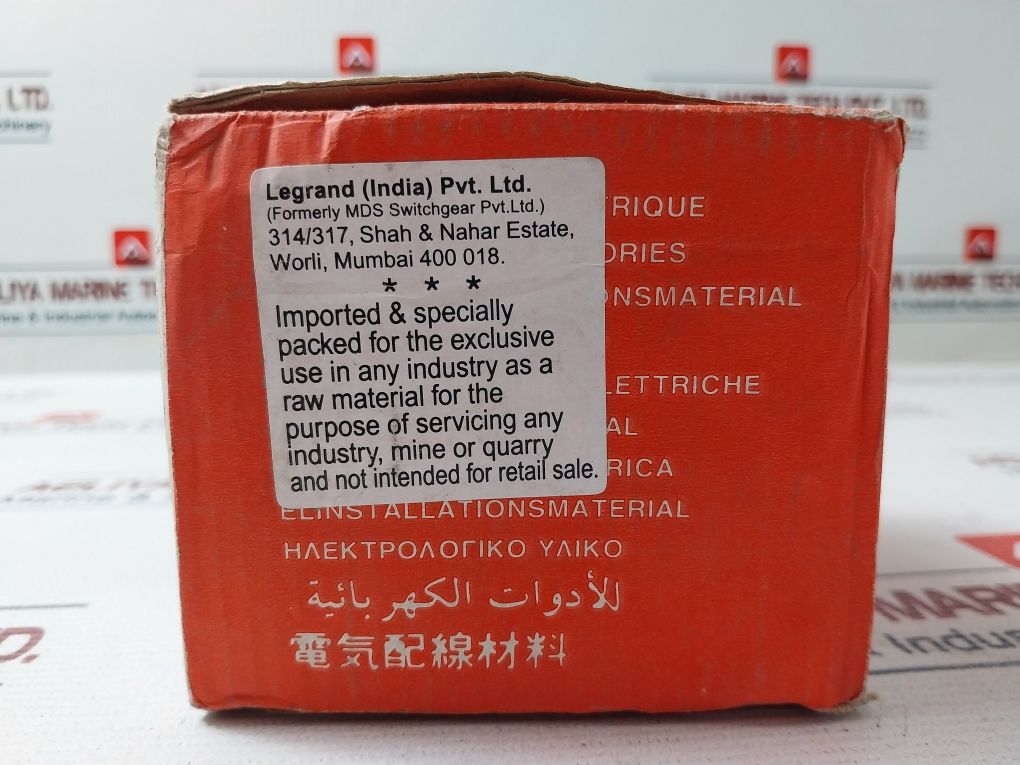 Legrand (India) Pvt. Ltd.
(Formerly MDS Switchgear Pvt.Ltd.)
314/317, Shah & Nahar Estate,
Worli, Mumbai 400 018.
* * *
Imported & specially
packed for the exclusive
use in any industry as a
raw material for the
purpose of servicing any
industry, mine or quarry
and not intended for retail sale.
TRIQUE
ORIES
ONSMATERIAL
LETTRICHE
AL
RICA
ELINSTALLATIONSMATERIAL
ΗΛΕΚΤΡΟΛΟΓΙΚΟ ΥΛΙΚΟ
للأدوات الكهربائية
電気配線材料
LTD.
MARINE